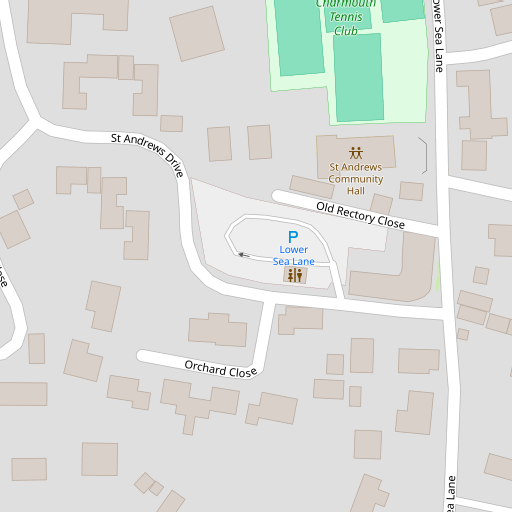 Charmouth
Tennis
Club
Lower Sea Lane
St Andrews Drive
St Andrews
Community
Hall
Old Rectory Close
P
Lower
Sea Lane
Orchard Close